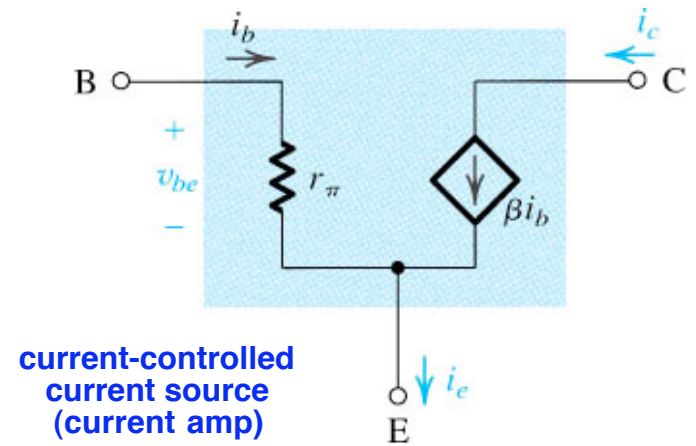 i_b
i_c
B
C
+
v_be
−
r_π
βi_b
current-controlled
current source
(current amp)
i_e
E